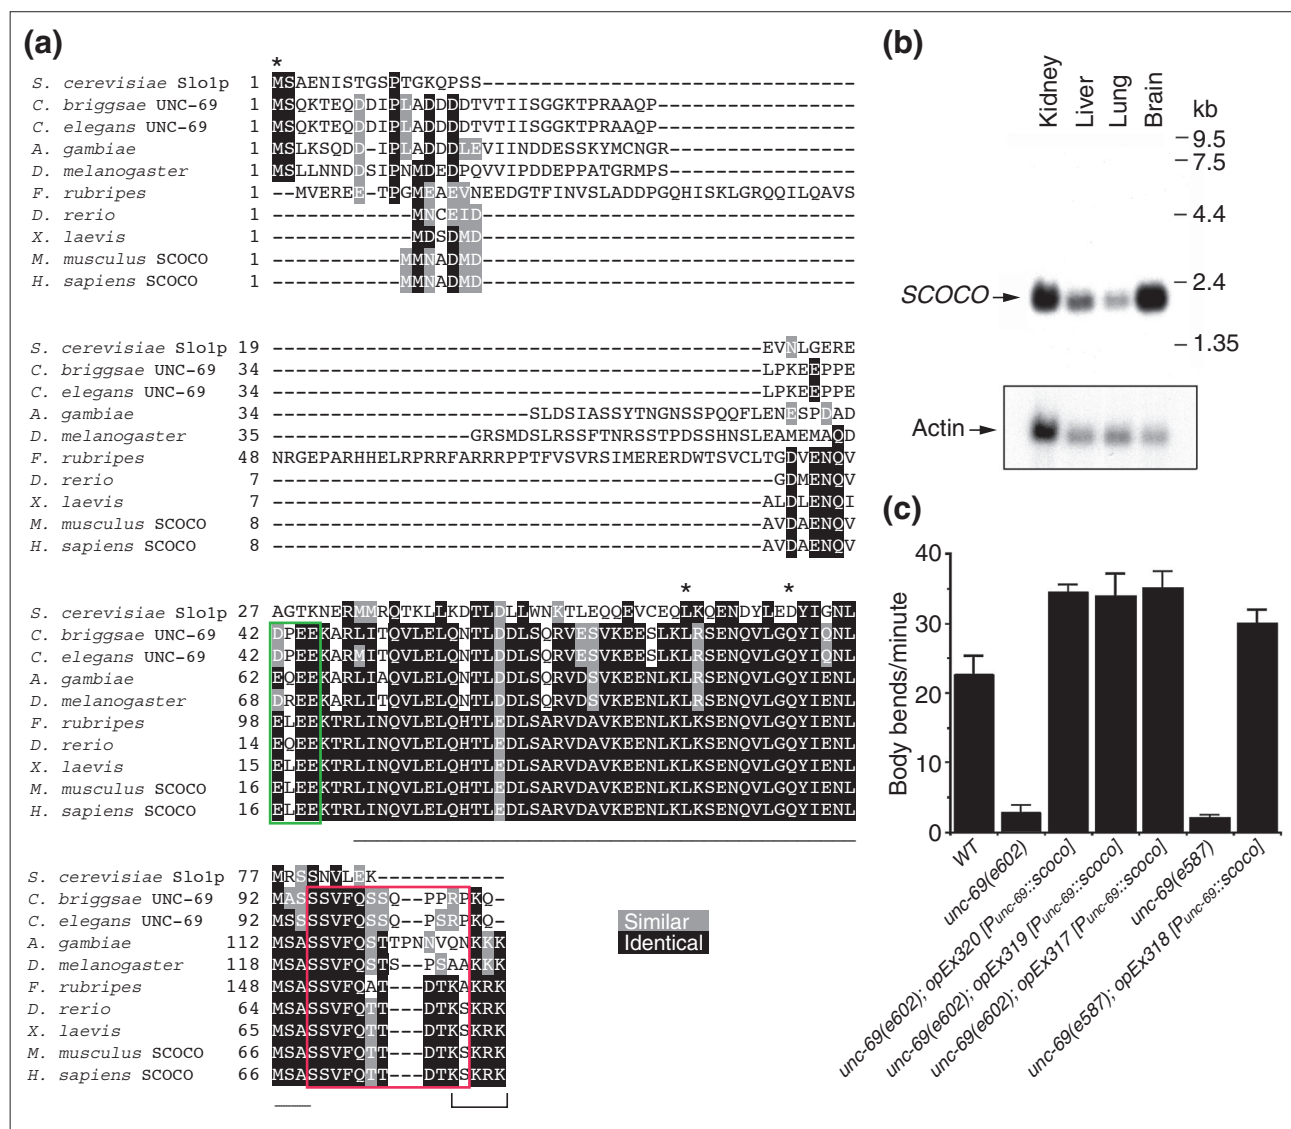 (a)
*
S. cerevisiae Slo1p 1 MSAENISTGSPTGKQPSS--------------------------------
C. briggsae UNC-69 1 MSQKTEQDDIPLADDDDTVTIISGGKTPRAAQP-----------------
C. elegans UNC-69 1 MSQKTEQDDIPLADDDDTVTIISGGKTPRAAQP-----------------
A. gambiae 1 MSLKSQDD-IPLADDDLEVIINDDESSKYMCNGR----------------
D. melanogaster 1 MSLLNNDDSIPNMDEDPQVVIPDDEPPATGRMPS----------------
F. rubripes 1 --MVEREE-TPGMEAEVNEEDGTFINVSLADDPGQHISKLGRQQILQAVS
D. rerio 1 ------------MNCEID--------------------------------
X. laevis 1 ------------MDSDMD--------------------------------
M. musculus SCOCO 1 -----------MMNADMD--------------------------------
H. sapiens SCOCO 1 -----------MMNADMD--------------------------------
S. cerevisiae Slo1p 19 ------------------------------------------EVNLGERE
C. briggsae UNC-69 34 ------------------------------------------LPKEEPPE
C. elegans UNC-69 34 ------------------------------------------LPKEEPPE
A. gambiae 34 ----------------------SLDSIASSYTNGNSSPQQFLENESPDAD
D. melanogaster 35 -----------------GRSMDSLRSSFTNRSSTPDSSHNSLEAMEMAQD
F. rubripes 48 NRGEPARHHELRPRRFARRRPPTFVSVRSIMERERDWTSVCLTGDVENQV
D. rerio 7 -------------------------------------------GDMENQV
X. laevis 7 ------------------------------------------ALDLENQI
M. musculus SCOCO 8 ------------------------------------------AVDAENQV
H. sapiens SCOCO 8 ------------------------------------------AVDAENQV
* *
S. cerevisiae Slo1p 27 AGTKNERMMRQTKLLKDTLDLLWNKTLEQQEVCEQLKQENDYLEDYIGNL
C. briggsae UNC-69 42 DPEEKARLITQVLELQNTLDDLSQRVESVKEESLKLRSENQVLGQYIQNL
C. elegans UNC-69 42 DPEEKARMITQVLELQNTLDDLSQRVESVKEESLKLRSENQVLGQYIQNL
A. gambiae 62 EQEEKARLIAQVLELQNTLDDLSQRVDSVKEENLKLRSENQVLGQYIENL
D. melanogaster 68 DREEKARLITQVLELQNTLDDLSQRVDSVKEENLKLRSENQVLGQYIENL
F. rubripes 98 ELEEKTRLINQVLELQHTLEDLSARVDAVKEENLKLKSENQVLGQYIENL
D. rerio 14 EQEEKTRLINQVLELQHTLEDLSARVDAVKEENLKLKSENQVLGQYIENL
X. laevis 15 ELEEKTRLINQVLELQHTLEDLSARVDAVKEENLKLKSENQVLGQYIENL
M. musculus SCOCO 16 ELEEKTRLINQVLELQHTLEDLSARVDAVKEENLKLKSENQVLGQYIENL
H. sapiens SCOCO 16 ELEEKTRLINQVLELQHTLEDLSARVDAVKEENLKLKSENQVLGQYIENL
S. cerevisiae Slo1p 77 MRSSNVLEK-----------
C. briggsae UNC-69 92 MASSSVFQSSQ--PPRPKQ-
C. elegans UNC-69 92 MSSSSVFQSSQ--PSRPKQ-
A. gambiae 112 MSASSVFQSTTPNNVQNKKK
D. melanogaster 118 MSASSVFQSTS--PSAAKKK
F. rubripes 148 MSASSVFQAT---DTKAKRK
D. rerio 64 MSASSVFQTT---DTKSKRK
X. laevis 65 MSASSVFQTT---DTKSKRK
M. musculus SCOCO 66 MSASSVFQTT---DTKSKRK
H. sapiens SCOCO 66 MSASSVFQTT---DTKSKRK
Similar
Identical
(b)
Kidney
Liver
Lung
Brain
kb
9.5
7.5
4.4
2.4
1.35
SCOCO
Actin
(c)
Body bends/minute
40
30
20
10
0
WT
unc-69(e602)
unc-69(e602); opEx320 [Punc-69::scoco]
unc-69(e602); opEx319 [Punc-69::scoco]
unc-69(e602); opEx317 [Punc-69::scoco]
unc-69(e587)
unc-69(e587); opEx318 [Punc-69::scoco]